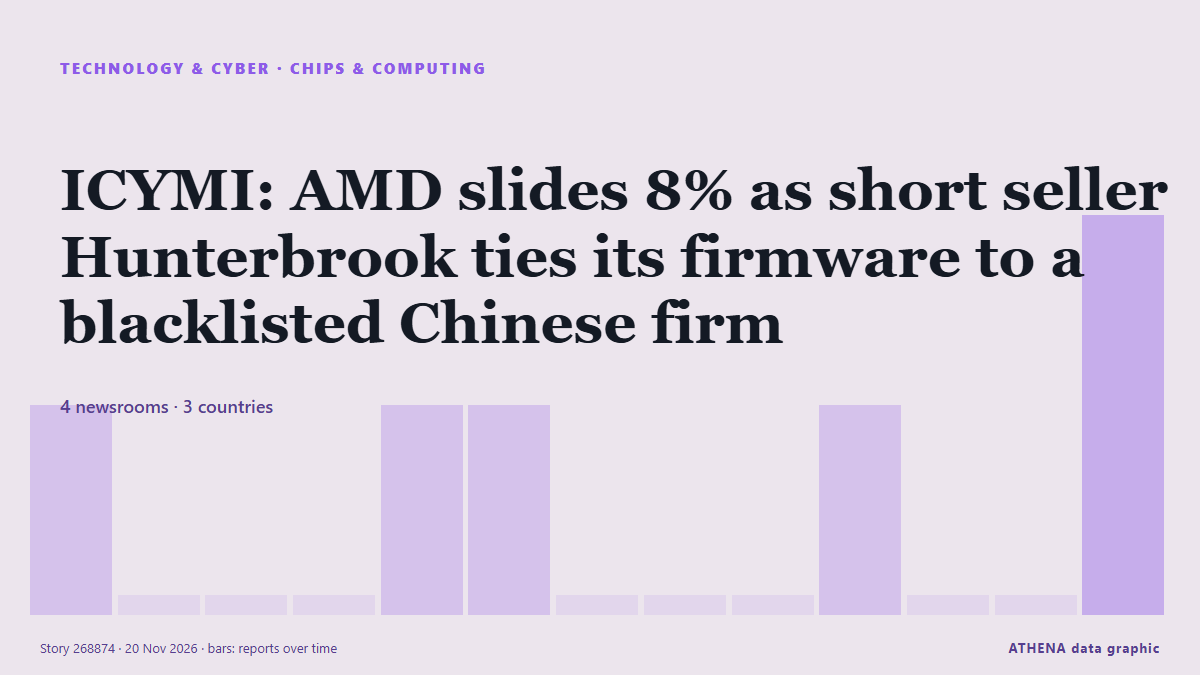 TECHNOLOGY & CYBER · CHIPS & COMPUTING
ICYMI: AMD slides 8% as short seller
Hunterbrook ties its firmware to a
blacklisted Chinese firm
4 newsrooms · 3 countries
Story 268874 · 20 Nov 2026 · bars: reports over time
ATHENA data graphic